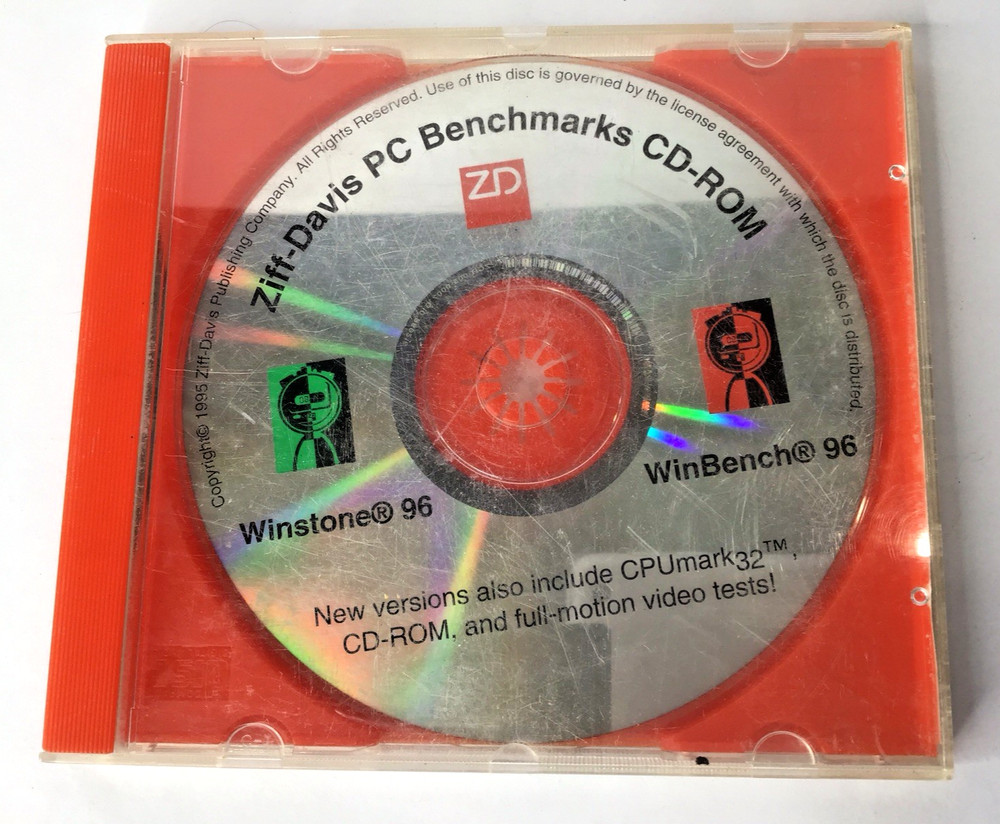 Copyright© 1995 Ziff-Davis Publishing Company. All Rights Reserved. Use of this disc is governed by the license agreement with which the disc is distributed,
Ziff-Davis PC Benchmarks CD-ROM
ZD
WinBench® 96
Winstone® 96
New versions also include CPUmark32™,
CD-ROM, and full-motion video tests!